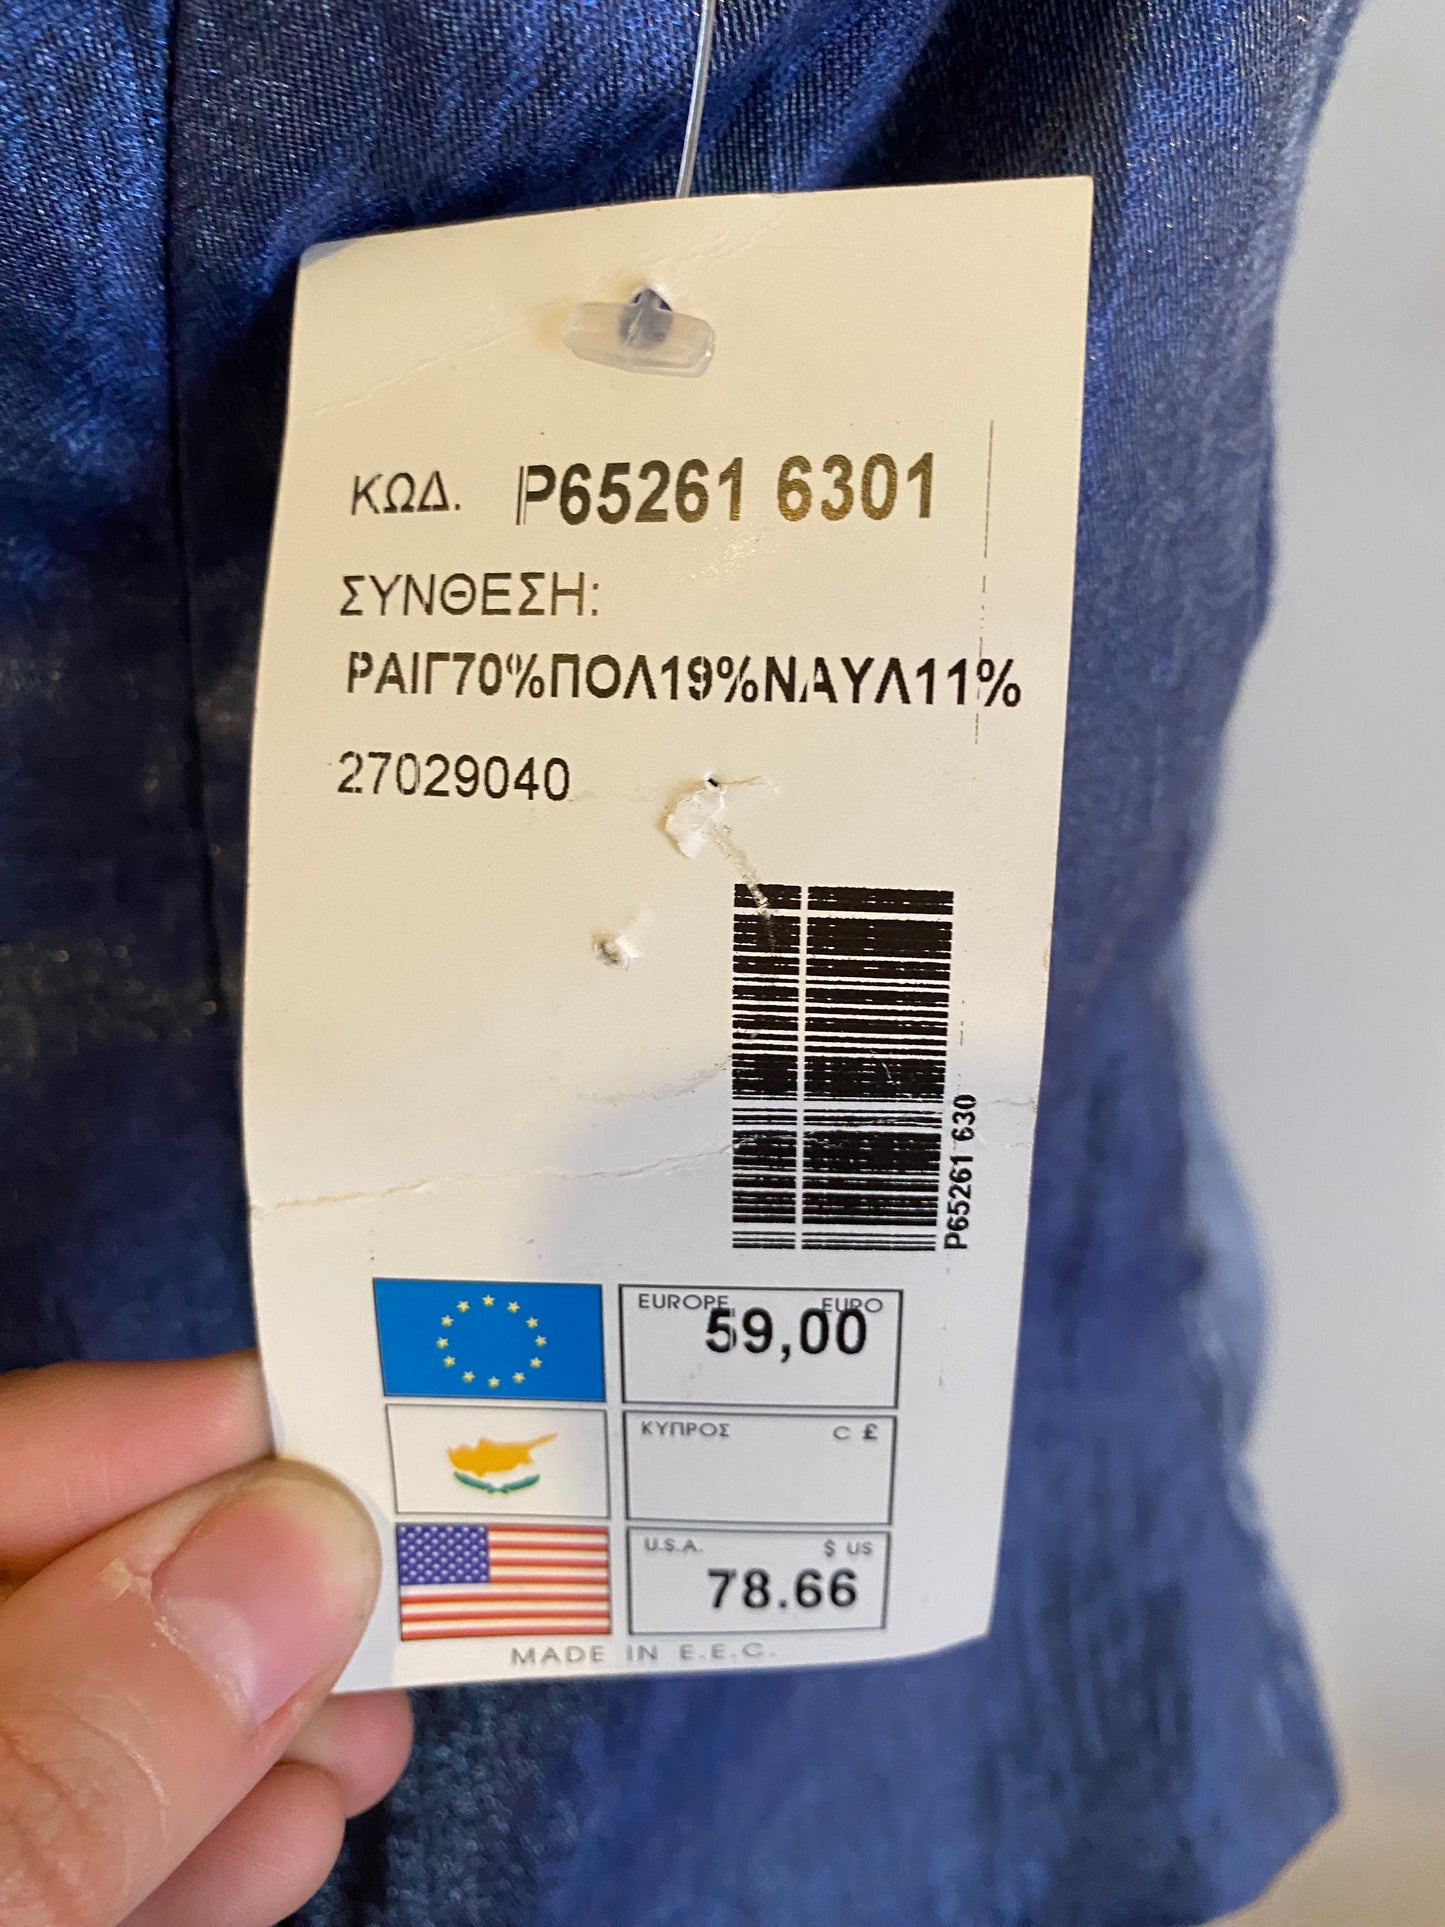 ΚΩΔ. P65261 6301
ΣΥΝΘΕΣΗ:
ΡΑΙΓ70%ΠΟΛ19%ΝΑΥΛ11%
27029040
P65261 630
EUROPE EURO
59,00
ΚΥΠΡΟΣ C £
U.S.A. $ US
78.66
MADE IN E.E.C.